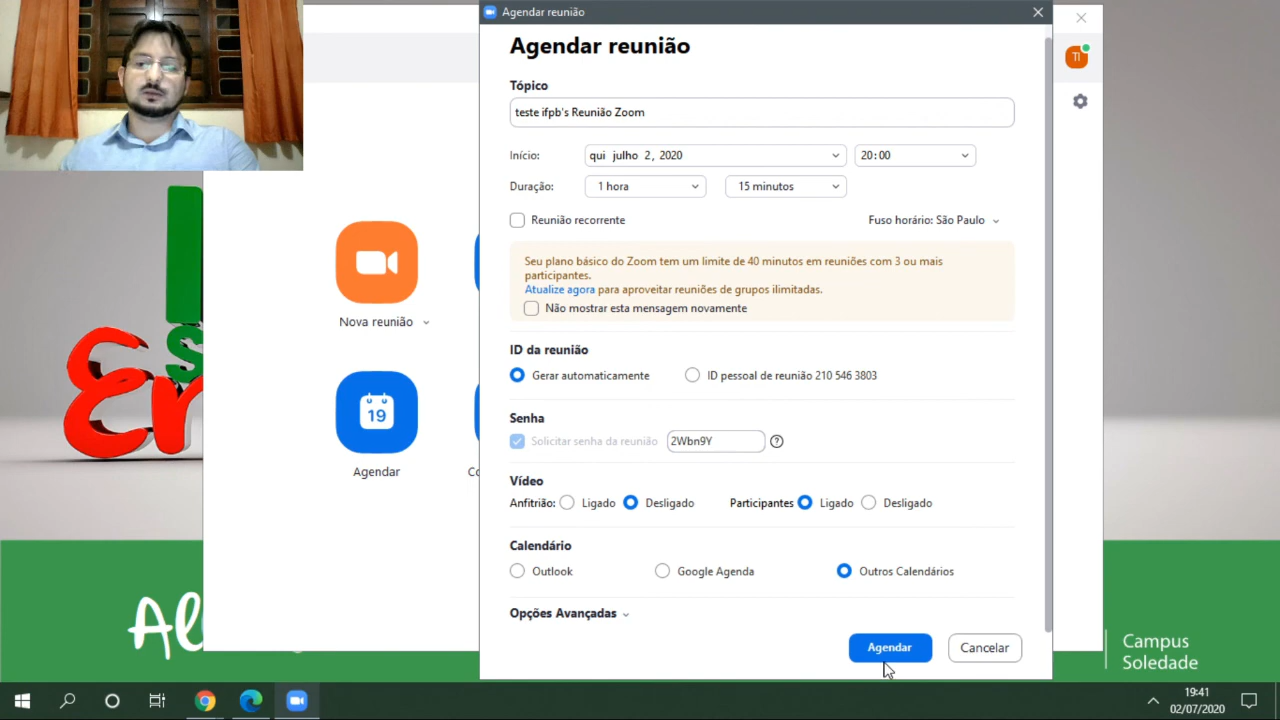 Agendar reunião
Agendar reunião
Tópico
teste ifpb's Reunião Zoom
Início:
qui julho 2, 2020
20:00
Duração:
1 hora
15 minutos
Reunião recorrente
Fuso horário: São Paulo
Seu plano básico do Zoom tem um limite de 40 minutos em reuniões com 3 ou mais
participantes.
Atualize agora para aproveitar reuniões de grupos ilimitadas.
Não mostrar esta mensagem novamente
ID da reunião
Gerar automaticamente
ID pessoal de reunião 210 546 3803
Senha
Solicitar senha da reunião
2Wbn9Y
Vídeo
Anfitrião:
Ligado
Desligado
Participantes
Ligado
Desligado
Calendário
Outlook
Google Agenda
Outros Calendários
Opções Avançadas
Agendar
Cancelar
TI
Nova reunião
19
Agendar
Campus
Soledade
19:41
02/07/2020